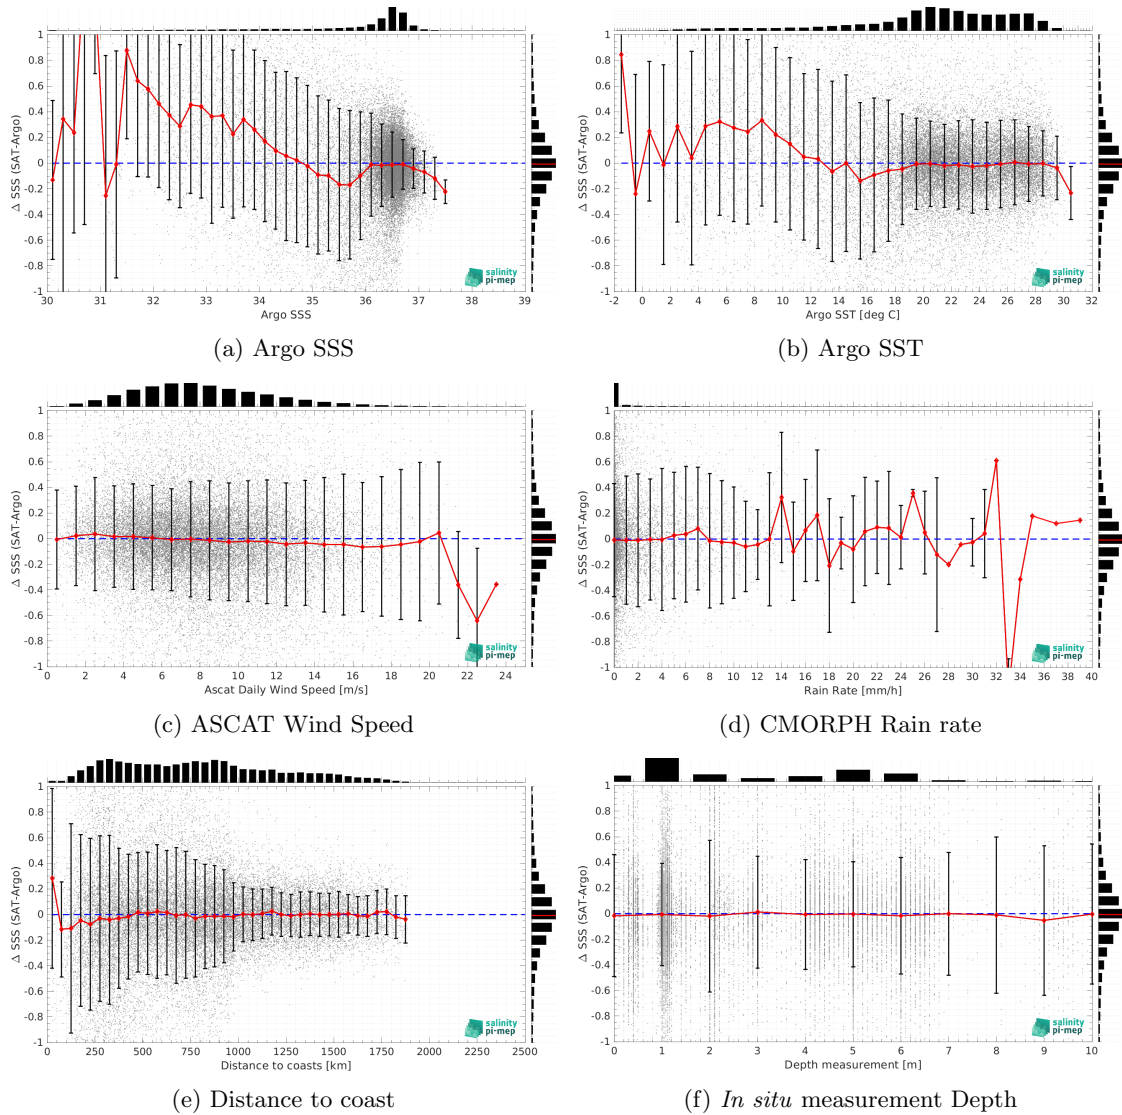 1
0.8
0.6
0.4
0.2
0
-0.2
-0.4
-0.6
-0.8
-1
Δ SSS (SAT-Argo)
salinity
pi-mep
30 31 32 33 34 35 36 37 38 39
Argo SSS
(a) Argo SSS
1
0.8
0.6
0.4
0.2
0
-0.2
-0.4
-0.6
-0.8
-1
Δ SSS (SAT-Argo)
salinity
pi-mep
-2 0 2 4 6 8 10 12 14 16 18 20 22 24 26 28 30 32
Argo SST [deg C]
(b) Argo SST
1
0.8
0.6
0.4
0.2
0
-0.2
-0.4
-0.6
-0.8
-1
Δ SSS (SAT-Argo)
salinity
pi-mep
0 2 4 6 8 10 12 14 16 18 20 22 24
Ascat Daily Wind Speed [m/s]
(c) ASCAT Wind Speed
1
0.8
0.6
0.4
0.2
0
-0.2
-0.4
-0.6
-0.8
-1
Δ SSS (SAT-Argo)
salinity
pi-mep
0 2 4 6 8 10 12 14 16 18 20 22 24 26 28 30 32 34 36 38 40
Rain Rate [mm/h]
(d) CMORPH Rain rate
1
0.8
0.6
0.4
0.2
0
-0.2
-0.4
-0.6
-0.8
-1
Δ SSS (SAT-Argo)
salinity
pi-mep
0 250 500 750 1000 1250 1500 1750 2000 2250 2500
Distance to coasts [km]
(e) Distance to coast
1
0.8
0.6
0.4
0.2
0
-0.2
-0.4
-0.6
-0.8
-1
Δ SSS (SAT-Argo)
salinity
pi-mep
0 1 2 3 4 5 6 7 8 9 10
Depth measurement [m]
(f) In situ measurement Depth